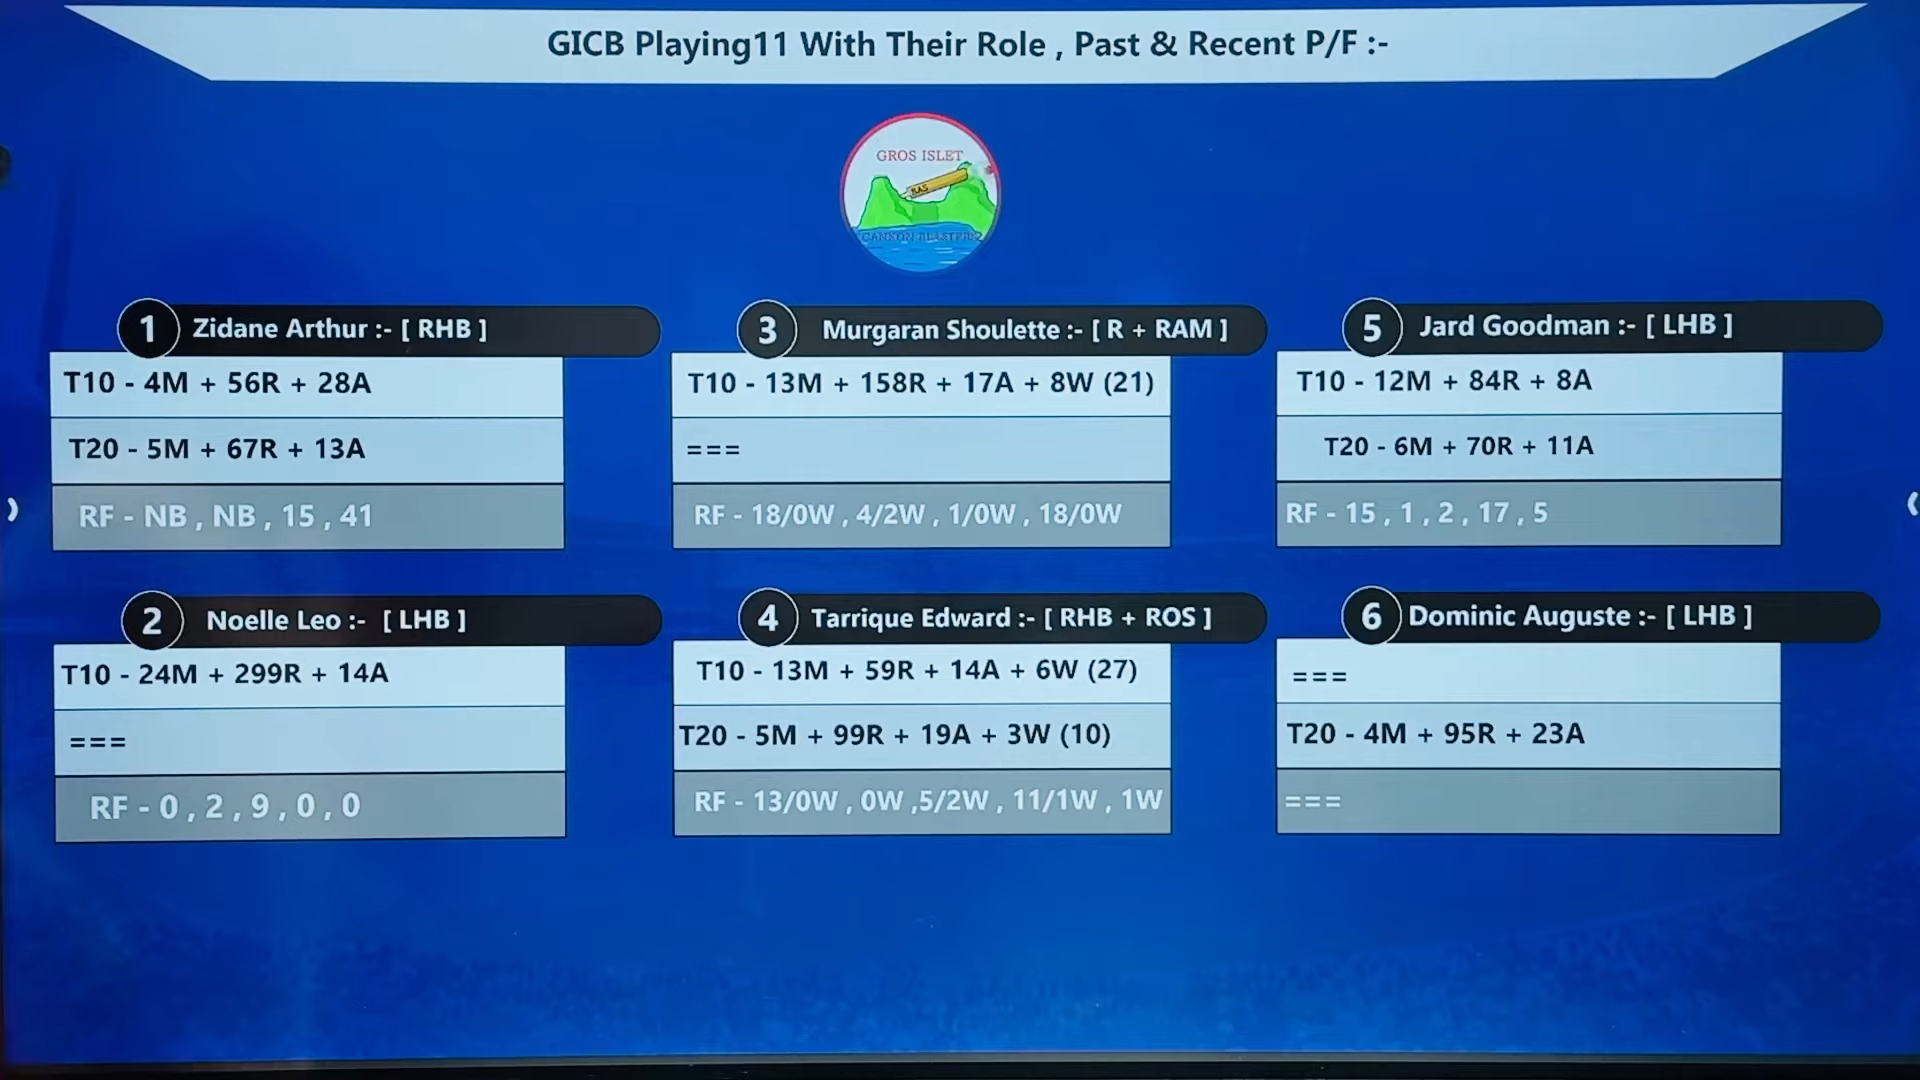 GICB Playing11 With Their Role , Past & Recent P/F :-
GROS ISLET
BAS
CANNON BLASTERS
1 Zidane Arthur :- [ RHB ]
T10 - 4M + 56R + 28A
T20 - 5M + 67R + 13A
RF - NB , NB , 15 , 41
2 Noelle Leo :- [ LHB ]
T10 - 24M + 299R + 14A
===
RF - 0 , 2 , 9 , 0 , 0
3 Murgaran Shoulette :- [ R + RAM ]
T10 - 13M + 158R + 17A + 8W (21)
===
RF - 18/0W , 4/2W , 1/0W , 18/0W
4 Tarrique Edward :- [ RHB + ROS ]
T10 - 13M + 59R + 14A + 6W (27)
T20 - 5M + 99R + 19A + 3W (10)
RF - 13/0W , 0W ,5/2W , 11/1W , 1W
5 Jard Goodman :- [ LHB ]
T10 - 12M + 84R + 8A
T20 - 6M + 70R + 11A
RF - 15 , 1 , 2 , 17 , 5
6 Dominic Auguste :- [ LHB ]
===
T20 - 4M + 95R + 23A
===